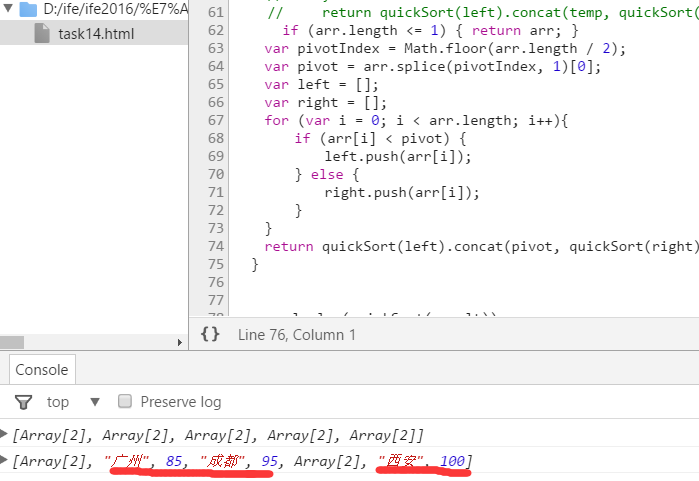 D:/ife/ife2016/%E7%A
task14.html
61 //     return quickSort(left).concat(temp, quickSort(
62 if (arr.length <= 1) { return arr; }
63 var pivotIndex = Math.floor(arr.length / 2);
64 var pivot = arr.splice(pivotIndex, 1)[0];
65 var left = [];
66 var right = [];
67 for (var i = 0; i < arr.length; i++){
68 if (arr[i] < pivot) {
69 left.push(arr[i]);
70 } else {
71 right.push(arr[i]);
72 }
73 }
74 return quickSort(left).concat(pivot, quickSort(right)
75 }
76
77
{} Line 76, Column 1
Console
top Preserve log
[Array[2], Array[2], Array[2], Array[2], Array[2]]
[Array[2], "广州", 85, "成都", 95, Array[2], "西安", 100]